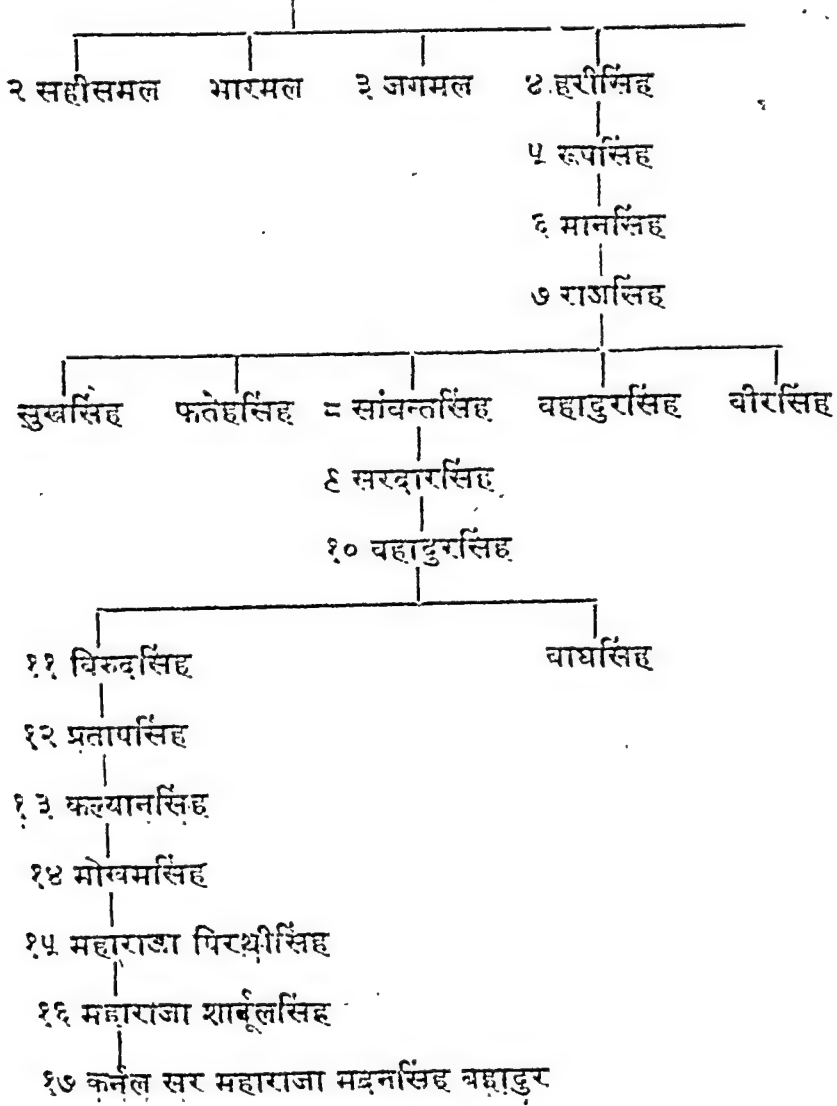 २ सहीसमल भारमल ३ जगमल ४ हरीसिंह
५ रूपसिंह
६ मानसिंह
७ राजसिंह
सुखसिंह फतेहसिंह ८ सांवन्तसिंह वहादुरसिंह वीरसिंह
९ सरदारसिंह
१० वहादुरसिंह
११ विरुदसिंह वाघसिंह
१२ प्रतापसिंह
१३ कल्यानसिंह
१४ मोखमसिंह
१५ महाराजा पिरथीसिंह
१६ महाराजा शार्दूलसिंह
१७ कर्नल सर महाराजा मदनसिंह बहादुर